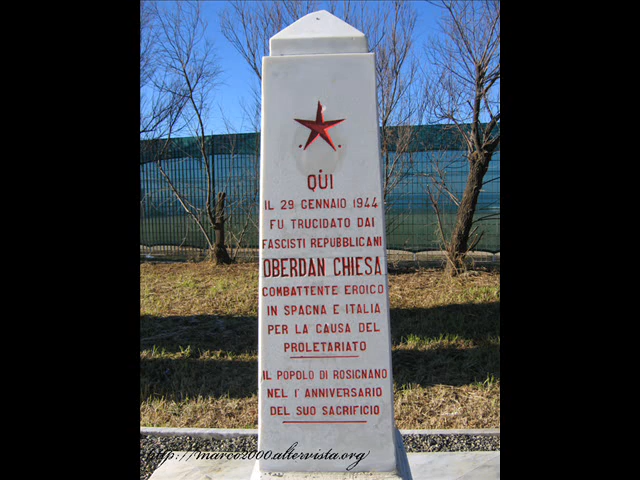 QUI
IL 29 GENNAIO 1944
FU TRUCIDATO DAI
FASCISTI REPUBBLICANI
OBERDAN CHIESA
COMBATTENTE EROICO
IN SPAGNA E ITALIA
PER LA CAUSA DEL
PROLETARIATO
IL POPOLO DI ROSIGNANO
NEL 1° ANNIVERSARIO
DEL SUO SACRIFICIO
http://marco2000.altervista.org/